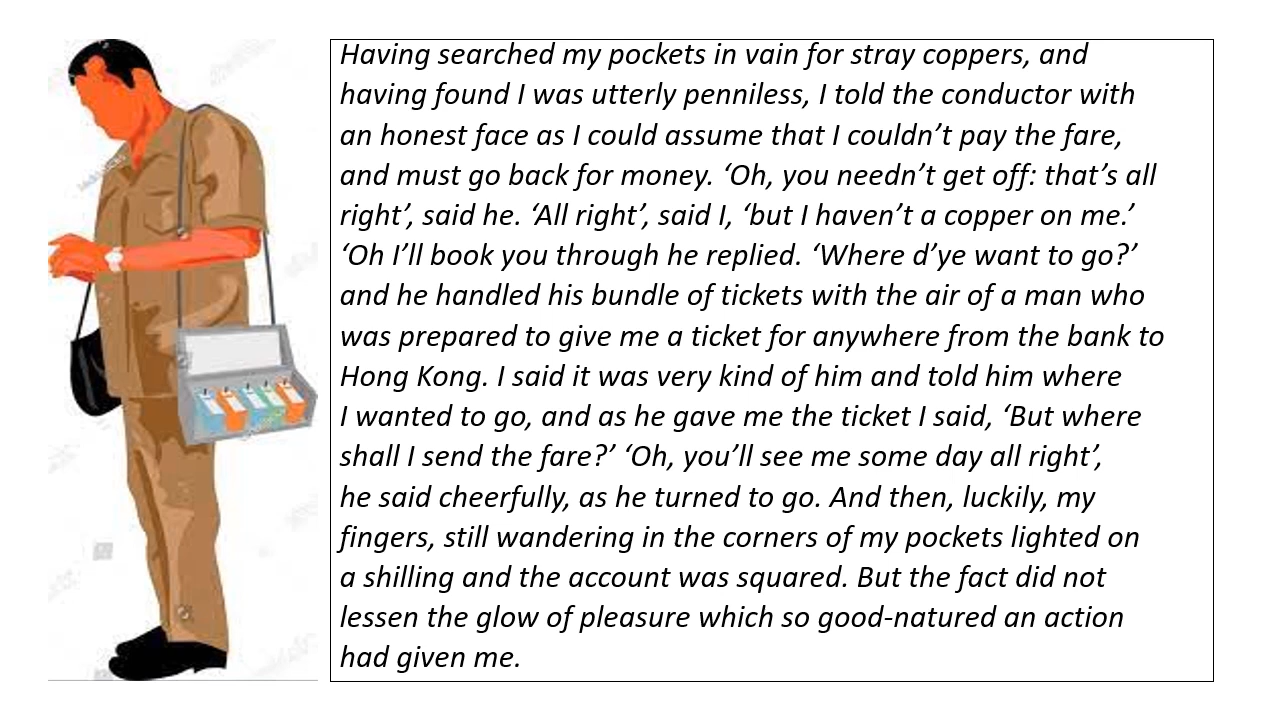 Having searched my pockets in vain for stray coppers, and
having found I was utterly penniless, I told the conductor with
an honest face as I could assume that I couldn’t pay the fare,
and must go back for money. ‘Oh, you needn’t get off: that’s all
right’, said he. ‘All right’, said I, ‘but I haven’t a copper on me.’
‘Oh I’ll book you through he replied. ‘Where d’ye want to go?’
and he handled his bundle of tickets with the air of a man who
was prepared to give me a ticket for anywhere from the bank to
Hong Kong. I said it was very kind of him and told him where
I wanted to go, and as he gave me the ticket I said, ‘But where
shall I send the fare?’ ‘Oh, you’ll see me some day all right’,
he said cheerfully, as he turned to go. And then, luckily, my
fingers, still wandering in the corners of my pockets lighted on
a shilling and the account was squared. But the fact did not
lessen the glow of pleasure which so good-natured an action
had given me.